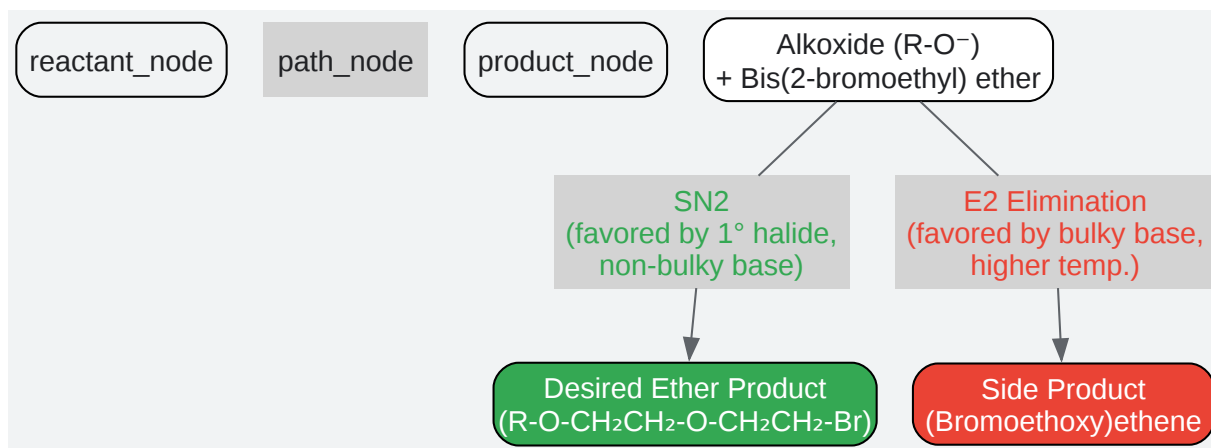 reactant_node
path_node
product_node
Alkoxide (R-O⁻)
+ Bis(2-bromoethyl) ether
SN2
(favored by 1° halide,
non-bulky base)
E2 Elimination
(favored by bulky base,
higher temp.)
Desired Ether Product
(R-O-CH₂CH₂-O-CH₂CH₂-Br)
Side Product
(Bromoethoxy)ethene